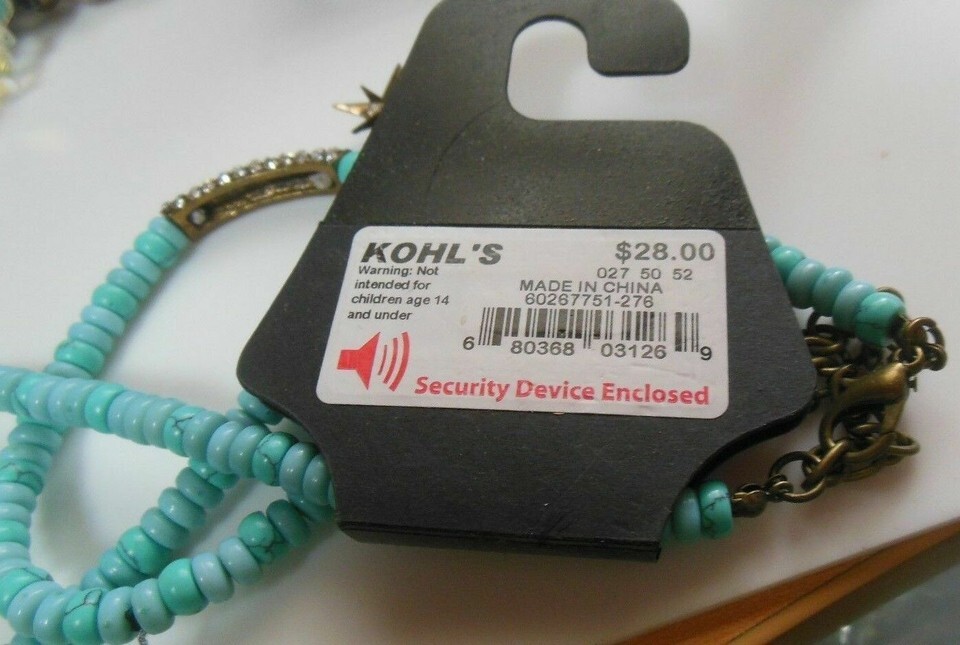 KOHL'S $28.00
Warning: Not
intended for
children age 14
and under
027 50 52
MADE IN CHINA
60267751-276
6 80368 03126 9
Security Device Enclosed